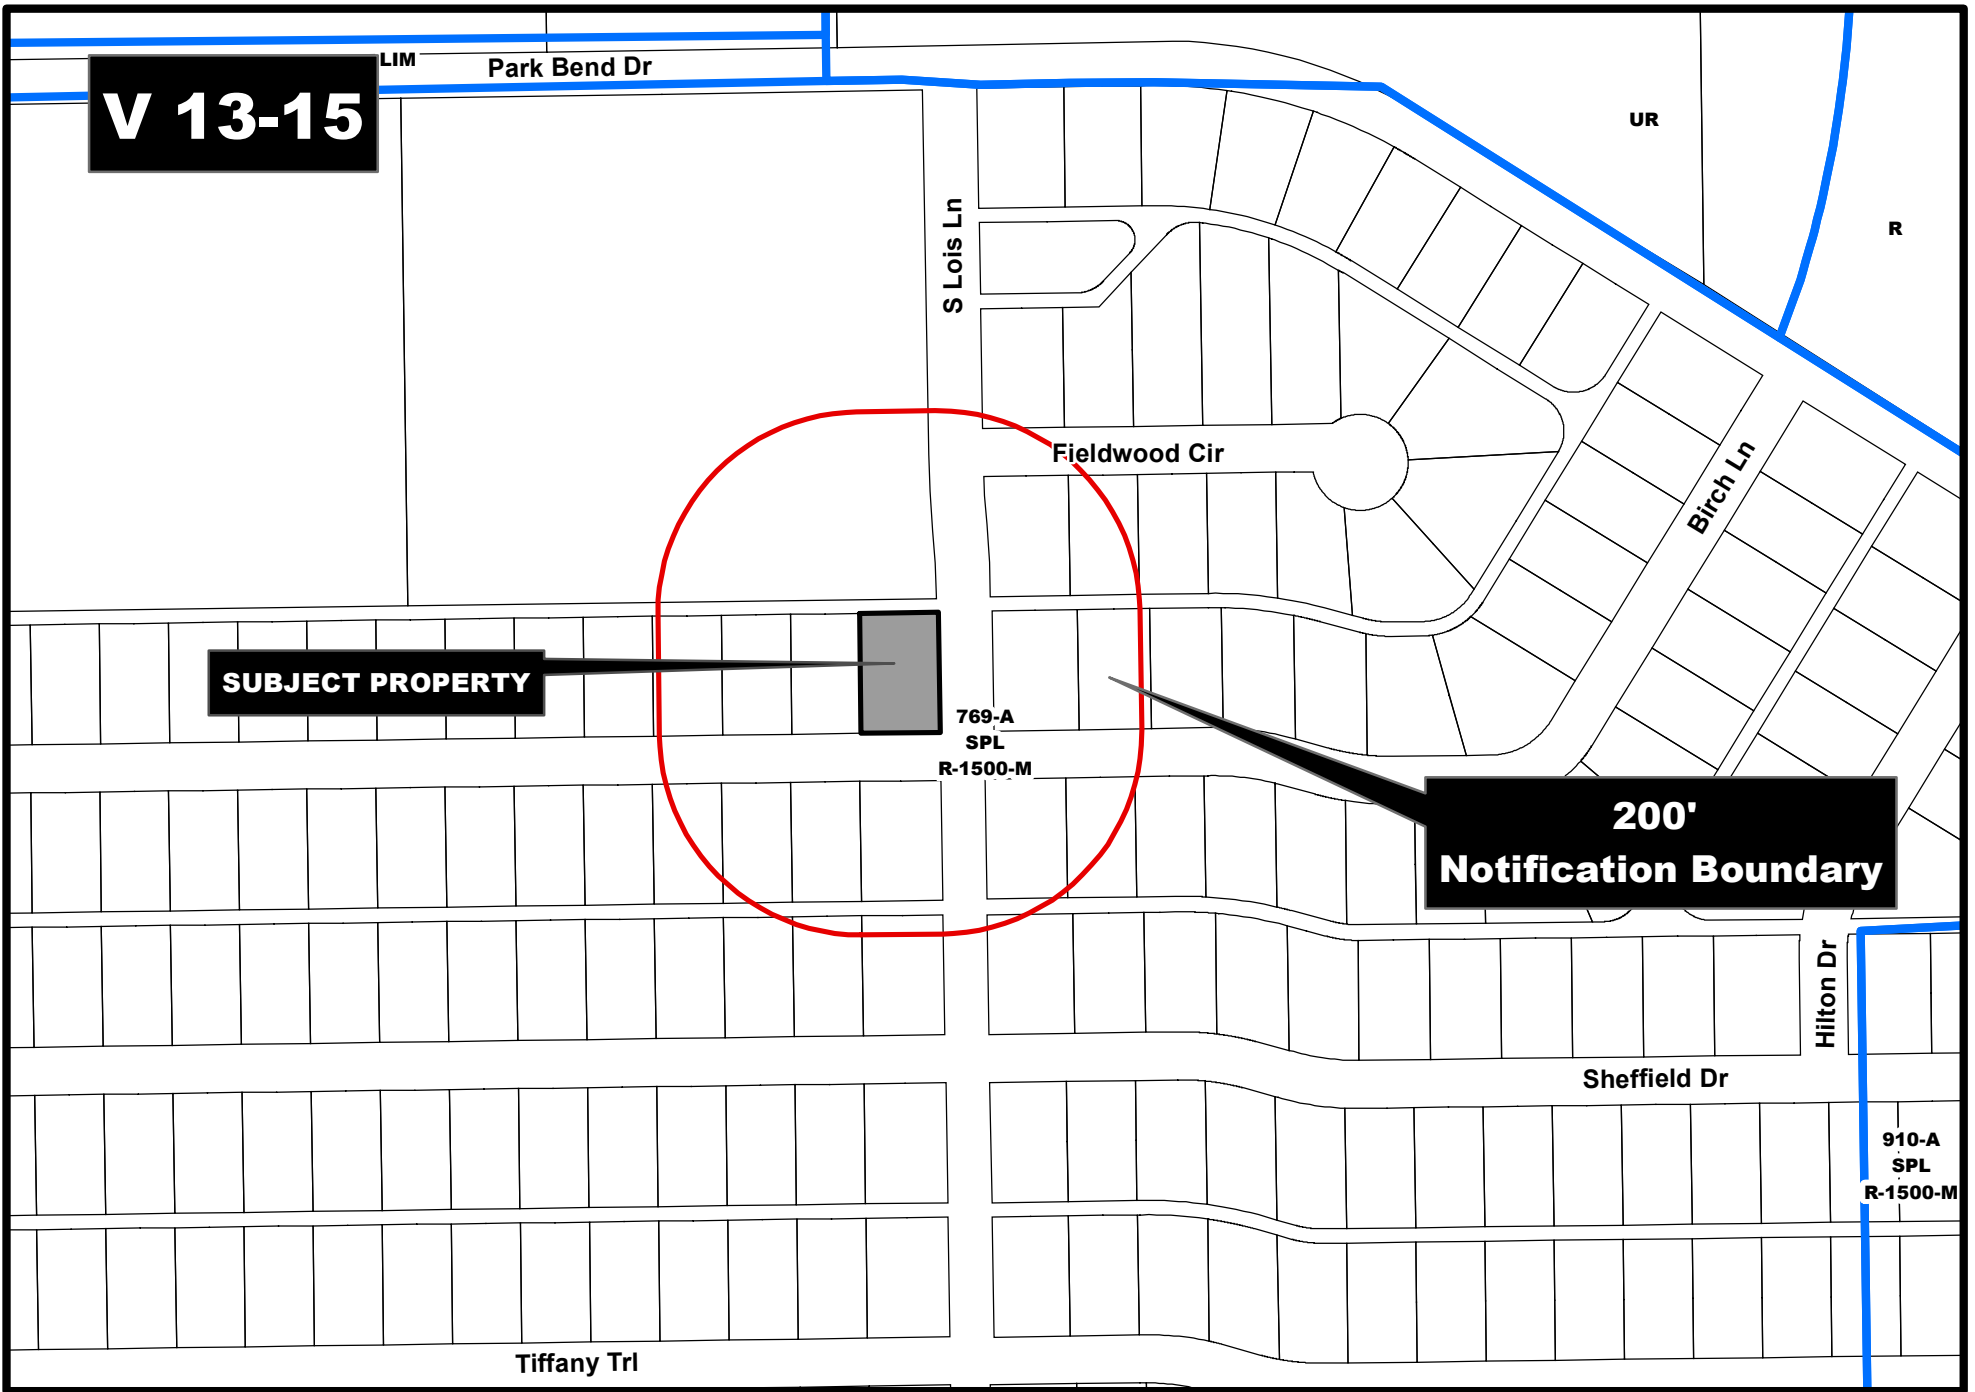 LIM
Park Bend Dr
V 13-15
UR
R
S Lois Ln
Fieldwood Cir
Birch Ln
SUBJECT PROPERTY
769-A
SPL
R-1500-M
200'
Notification Boundary
Hilton Dr
Sheffield Dr
910-A
SPL
R-1500-M
Tiffany Trl